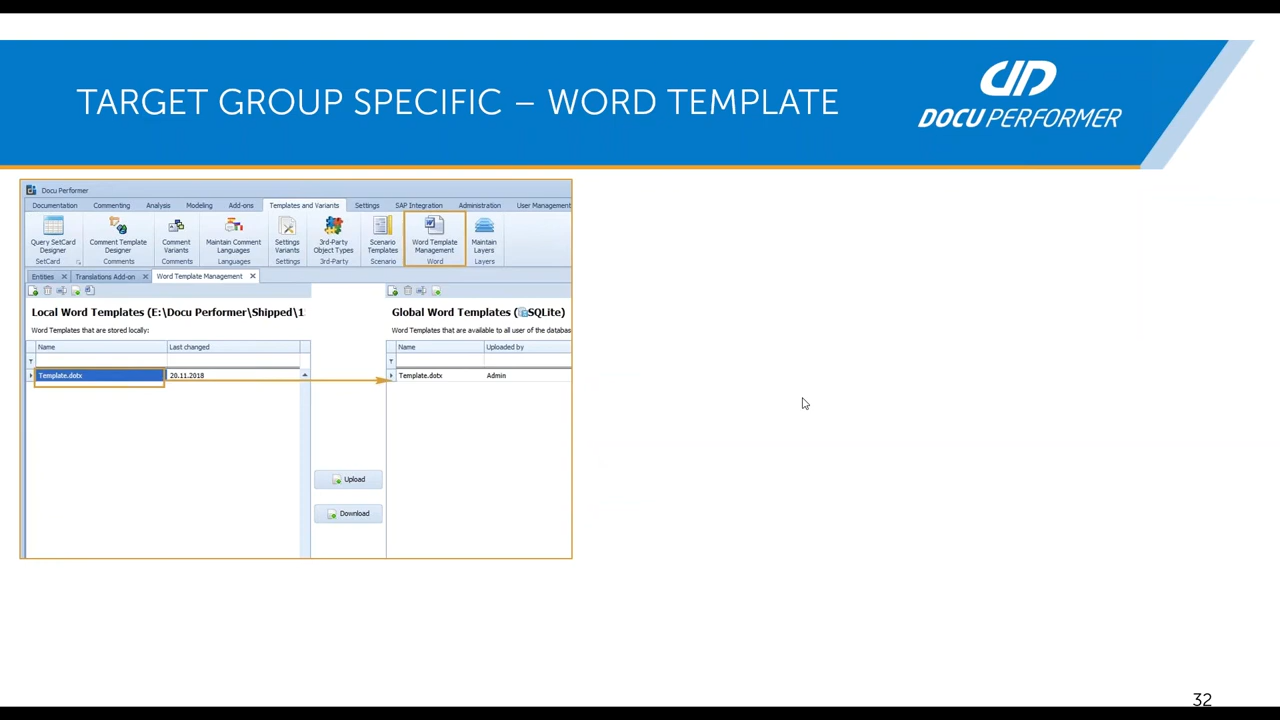 TARGET GROUP SPECIFIC – WORD TEMPLATE
DOCU PERFORMER
Docu Performer
Documentation Commenting Analysis Modeling Add-ons Templates and Variants Settings SAP Integration Administration User Management
Query SetCard Designer
Comment Template Designer
Comment Variants
Maintain Comment Languages
Settings Variants
3rd-Party Object Types
Scenario Templates
Word Template Management
Maintain Layers
SetCard Comments Comments Languages Settings 3rd-Party Scenario Word Layers
Entities Translations Add-on Word Template Management
Local Word Templates (E:\Docu Performer\Shipped\1
Word Templates that are stored locally:
Name Last changed
Template.dotx 20.11.2018
Upload
Download
Global Word Templates (SQLite)
Word Templates that are available to all user of the database
Name Uploaded by
Template.dotx Admin
32